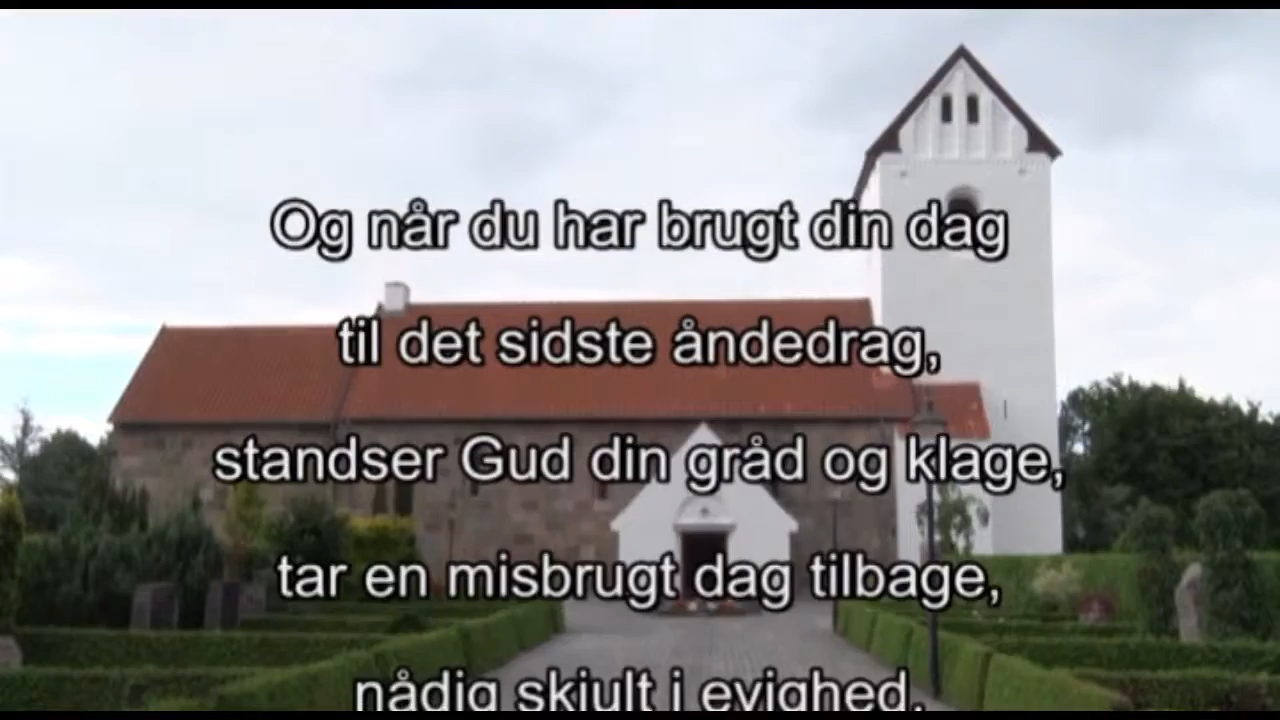 Og når du har brugt din dag
til det sidste åndedrag,
standser Gud din gråd og klage,
tar en misbrugt dag tilbage,
nådig skjult i evighed.